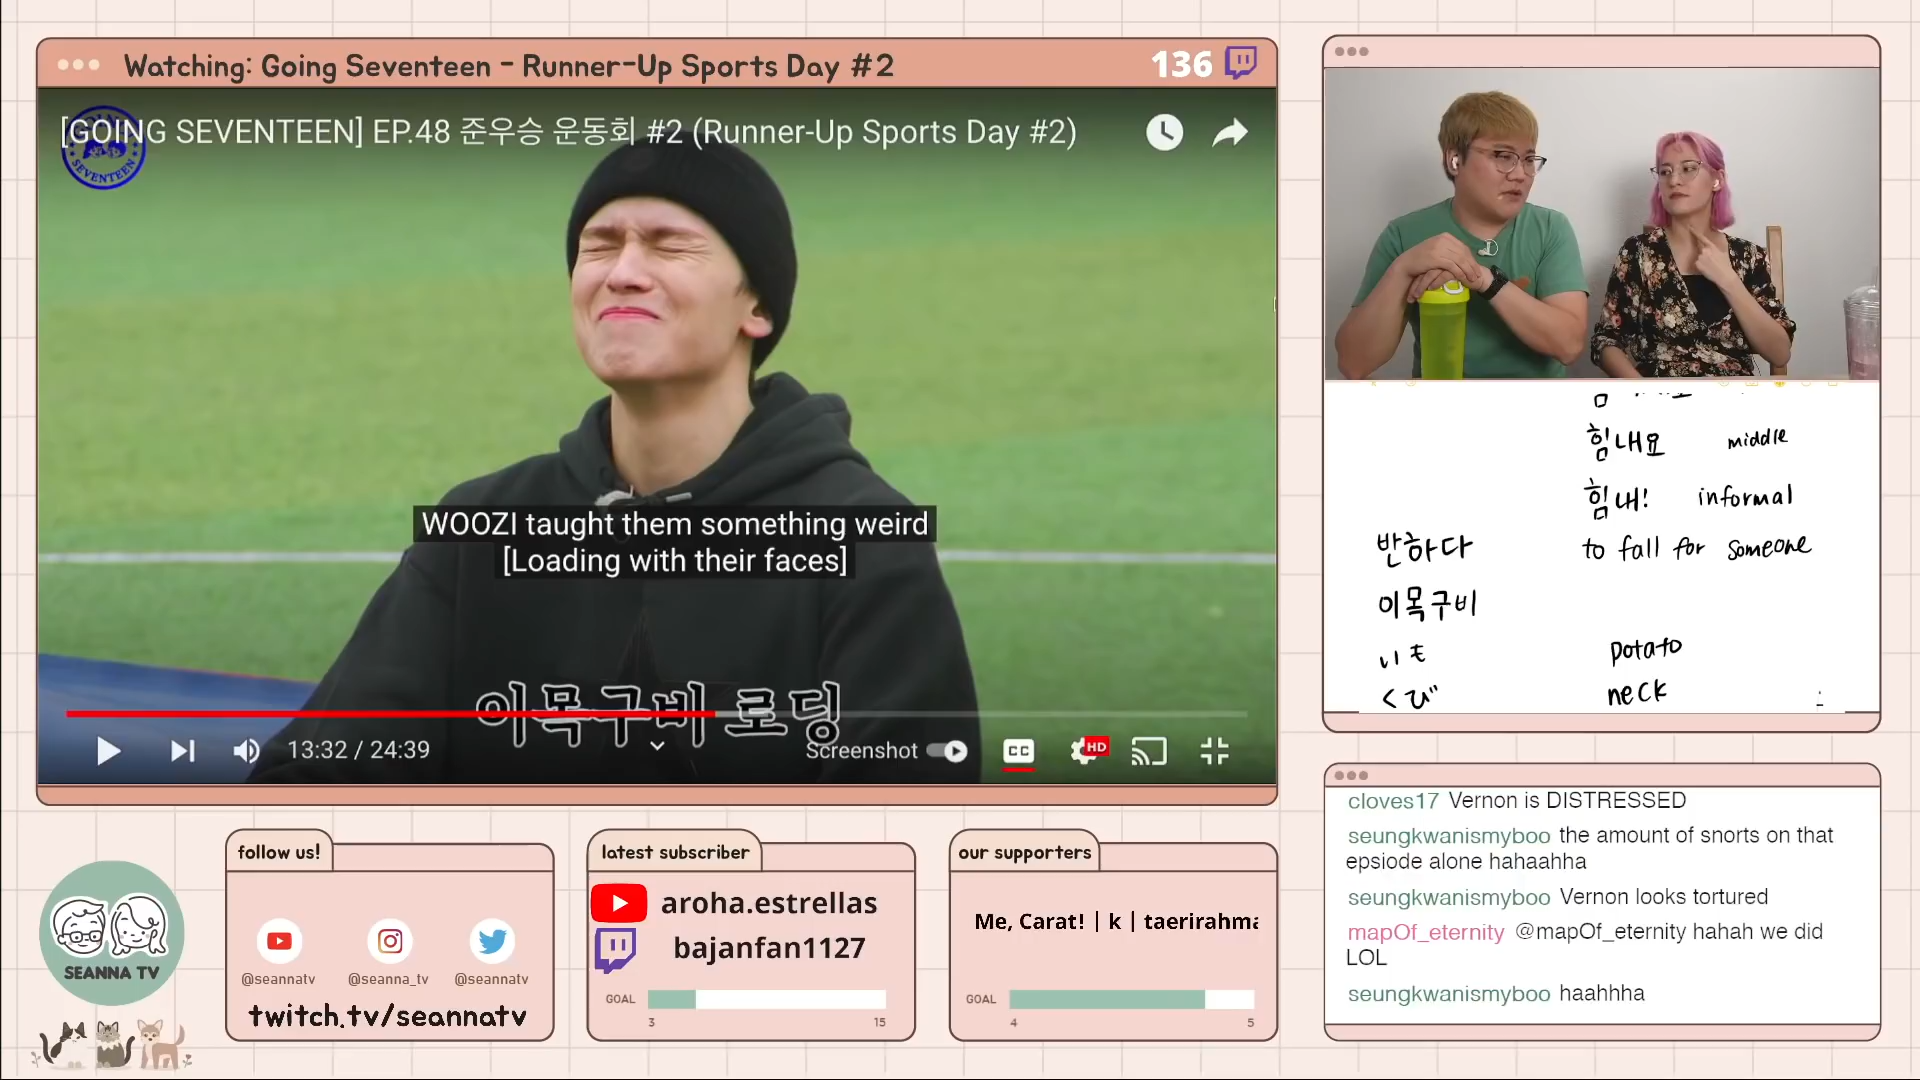 Watching: Going Seventeen - Runner-Up Sports Day #2
136
[GOING SEVENTEEN] EP.48 준우승 운동회 #2 (Runner-Up Sports Day #2)
SEVENTEEN
WOOZI taught them something weird
[Loading with their faces]
이목구비 로딩
13:32 / 24:39
Screenshot
CC
HD
힘내요 middle
힘내! informal
반하다 to fall for someone
이목구비
いも potato
くび neck
cloves17 Vernon is DISTRESSED
seungkwanismyboo the amount of snorts on that
epsiode alone hahaahha
seungkwanismyboo Vernon looks tortured
mapOf_eternity @mapOf_eternity hahah we did
LOL
seungkwanismyboo haahhha
SEANNA TV
follow us!
@seannatv
@seanna_tv
@seannatv
twitch.tv/seannatv
latest subscriber
aroha.estrellas
bajanfan1127
GOAL
3
15
our supporters
Me, Carat! | k | taerirahma
GOAL
4
5